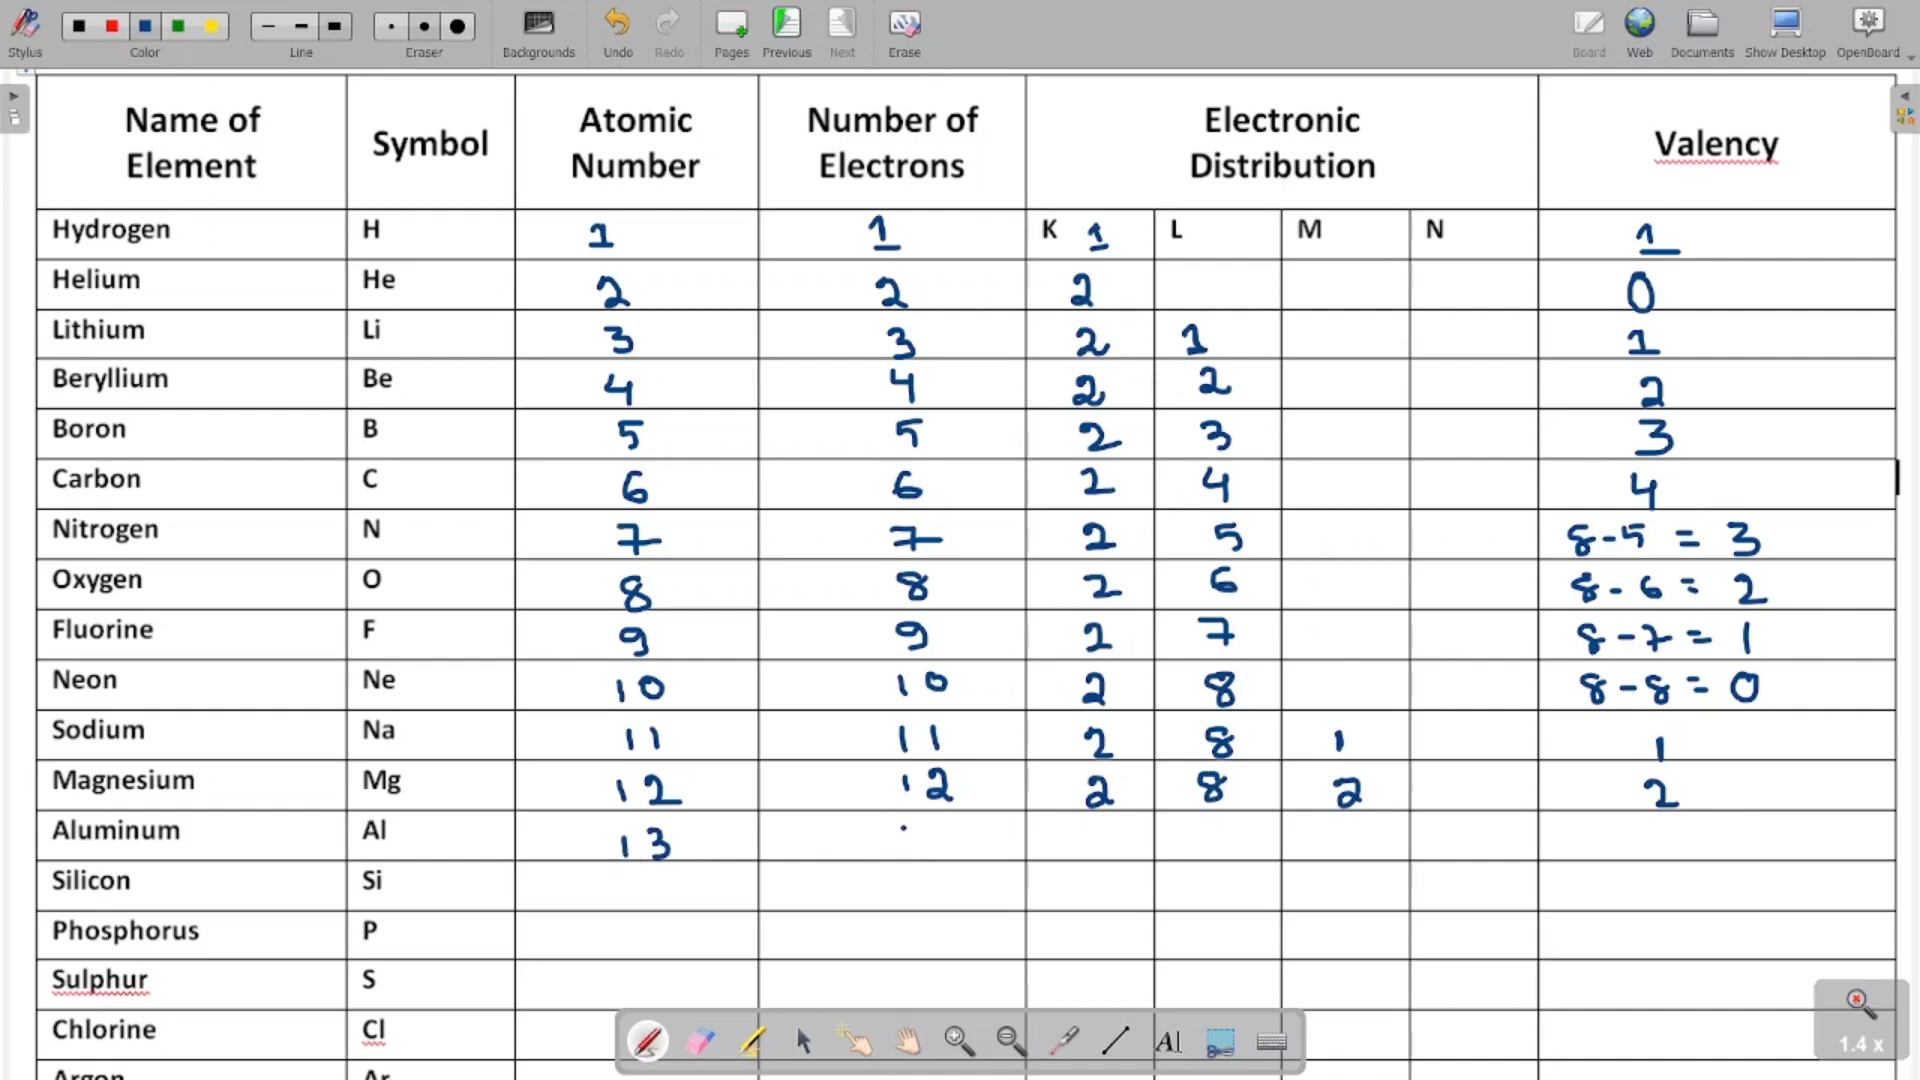 Stylus Color Line Eraser Backgrounds Undo Redo Pages Previous Next Erase Board Web Documents Show Desktop OpenBoard
Name of Element Symbol Atomic Number Number of Electrons Electronic Distribution Valency
Hydrogen H 1 1 K 1 L M N 1
Helium He 2 2 2 0
Lithium Li 3 3 2 1 1
Beryllium Be 4 4 2 2 2
Boron B 5 5 2 3 3
Carbon C 6 6 2 4 4
Nitrogen N 7 7 2 5 8-5 = 3
Oxygen O 8 8 2 6 8-6 = 2
Fluorine F 9 9 2 7 8-7 = 1
Neon Ne 10 10 2 8 8-8 = 0
Sodium Na 11 11 2 8 1 1
Magnesium Mg 12 12 2 8 2 2
Aluminum Al 13
Silicon Si
Phosphorus P
Sulphur S
Chlorine Cl
Argon Ar
AI
1.4 x